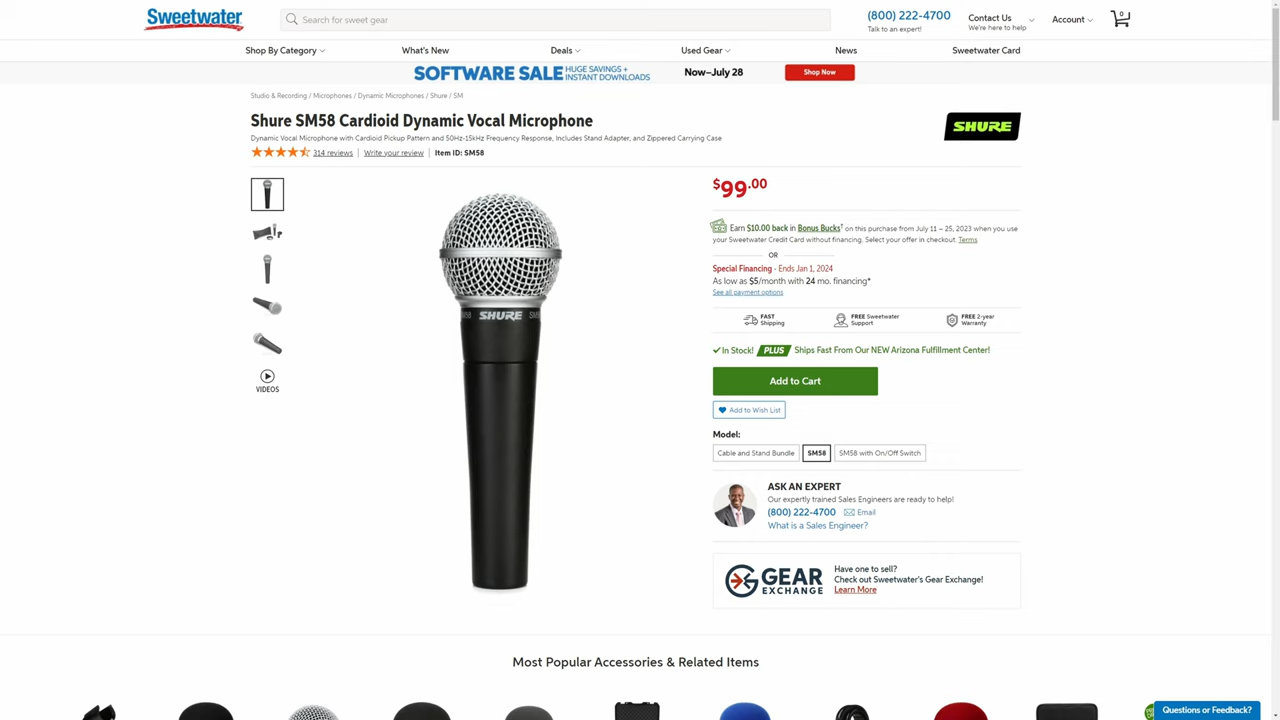 Sweetwater
Search for sweet gear
(800) 222-4700
Talk to an expert!
Contact Us
We're here to help
Account
0
Shop By Category
What's New
Deals
Used Gear
News
Sweetwater Card
SOFTWARE SALE HUGE SAVINGS + INSTANT DOWNLOADS
Now–July 28
Shop Now
Studio & Recording / Microphones / Dynamic Microphones / Shure / SM
Shure SM58 Cardioid Dynamic Vocal Microphone
SHURE
Dynamic Vocal Microphone with Cardioid Pickup Pattern and 50Hz-15kHz Frequency Response, Includes Stand Adapter, and Zippered Carrying Case
314 reviews | Write your review | Item ID: SM58
$99.00
Earn $10.00 back in Bonus Bucks† on this purchase from July 11 – 25, 2023 when you use
your Sweetwater Credit Card without financing. Select your offer in checkout. Terms
OR
Special Financing - Ends Jan 1, 2024
As low as $5/month with 24 mo. financing*
See all payment options
SHURE
FAST Shipping
FREE Sweetwater Support
FREE 2-year Warranty
In Stock! PLUS Ships Fast From Our NEW Arizona Fulfillment Center!
Add to Cart
VIDEOS
Add to Wish List
Model:
Cable and Stand Bundle
SM58
SM58 with On/Off Switch
ASK AN EXPERT
Our expertly trained Sales Engineers are ready to help!
(800) 222-4700 Email
What is a Sales Engineer?
GEAR EXCHANGE
Have one to sell?
Check out Sweetwater's Gear Exchange!
Learn More
Most Popular Accessories & Related Items
Questions or Feedback?